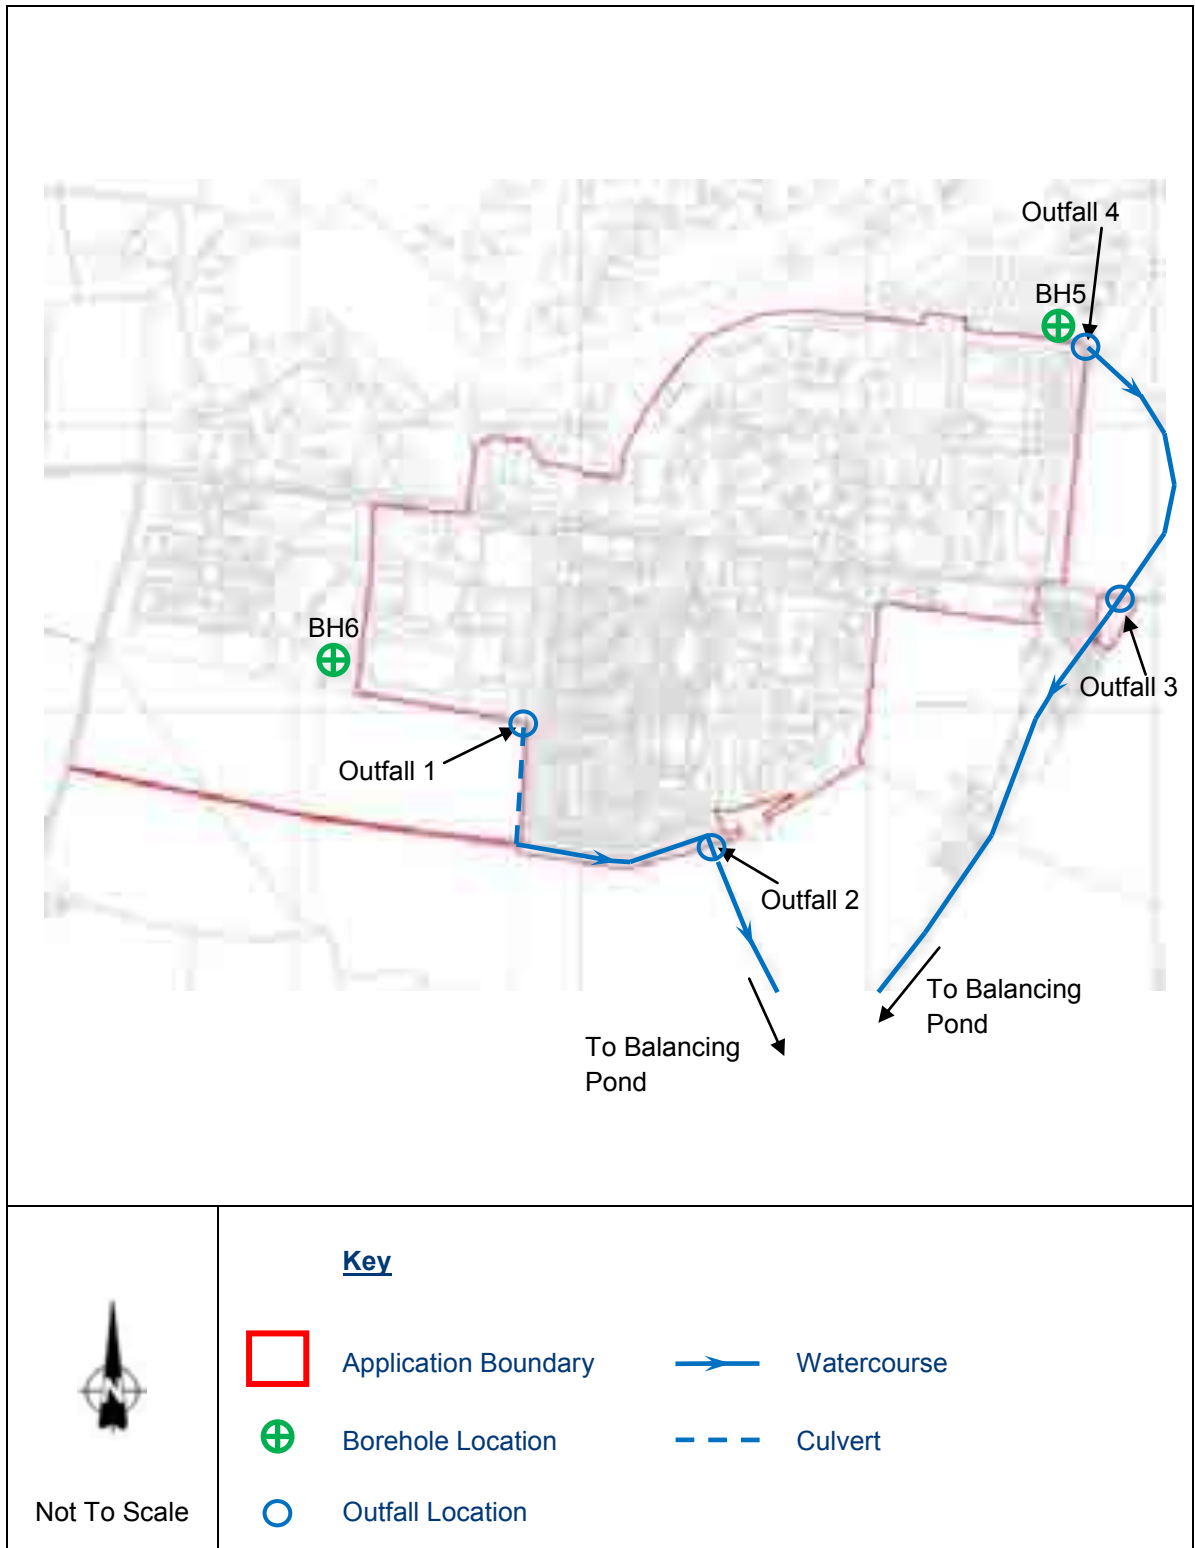 Outfall 4
BH5
BH6
Outfall 3
Outfall 1
Outfall 2
To Balancing
Pond
To Balancing
Pond
Key
Application Boundary
Watercourse
Borehole Location
Culvert
N
Not To Scale
Outfall Location